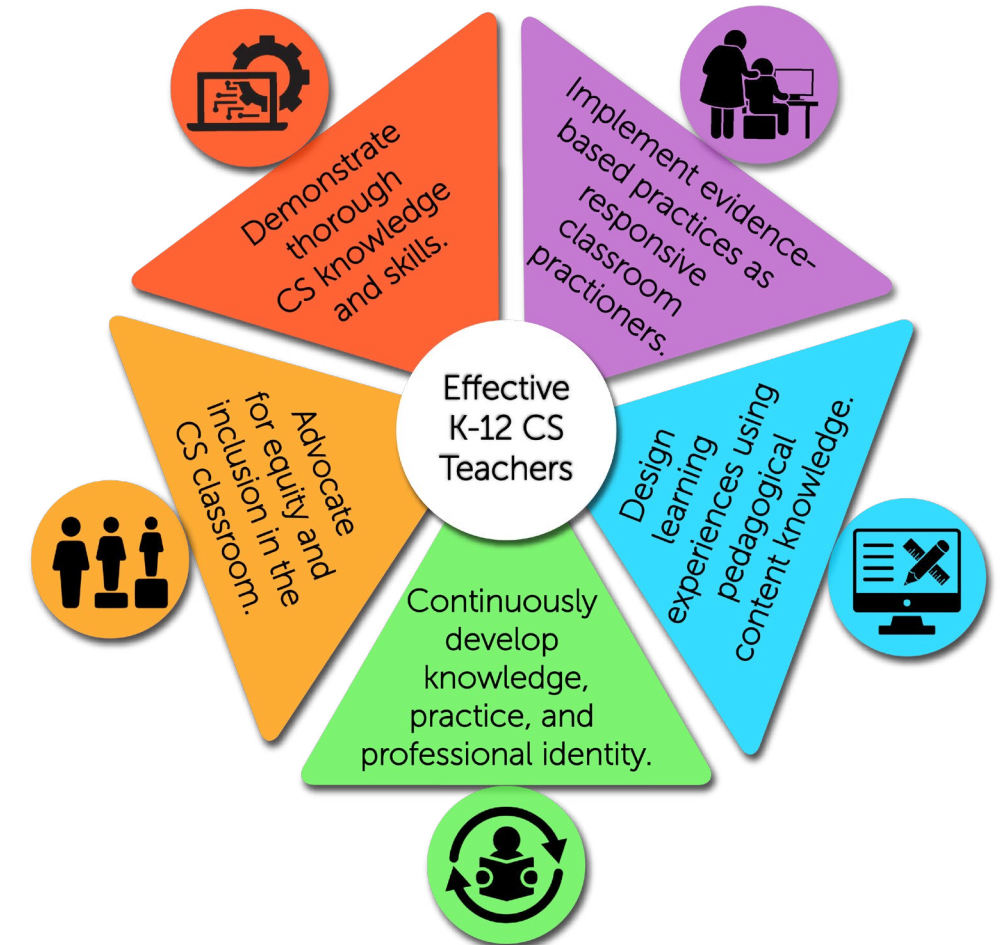 Demonstrate
thorough
CS knowledge
and skills.
Implement evidence-
based practices as
responsive
classroom
practioners.
Effective
K-12 CS
Teachers
Advocate
for equity and
inclusion in the
CS classroom.
Design
learning
experiences using
pedagogical
content knowledge.
Continuously
develop
knowledge,
practice, and
professional identity.